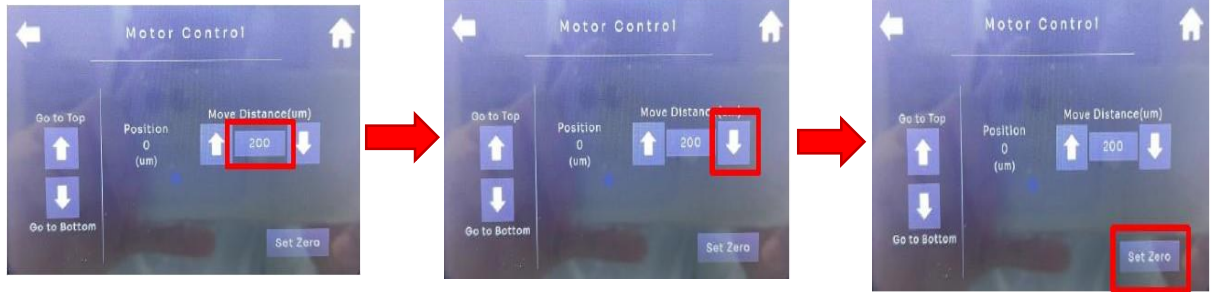 Motor Control
Go to Top
Position
0
(um)
Move Distance(um)
200
Go to Bottom
Set Zero
Motor Control
Go to Top
Position
0
(um)
Move Distance(um)
200
Go to Bottom
Set Zero
Motor Control
Go to Top
Position
0
(um)
Move Distance(um)
200
Go to Bottom
Set Zero